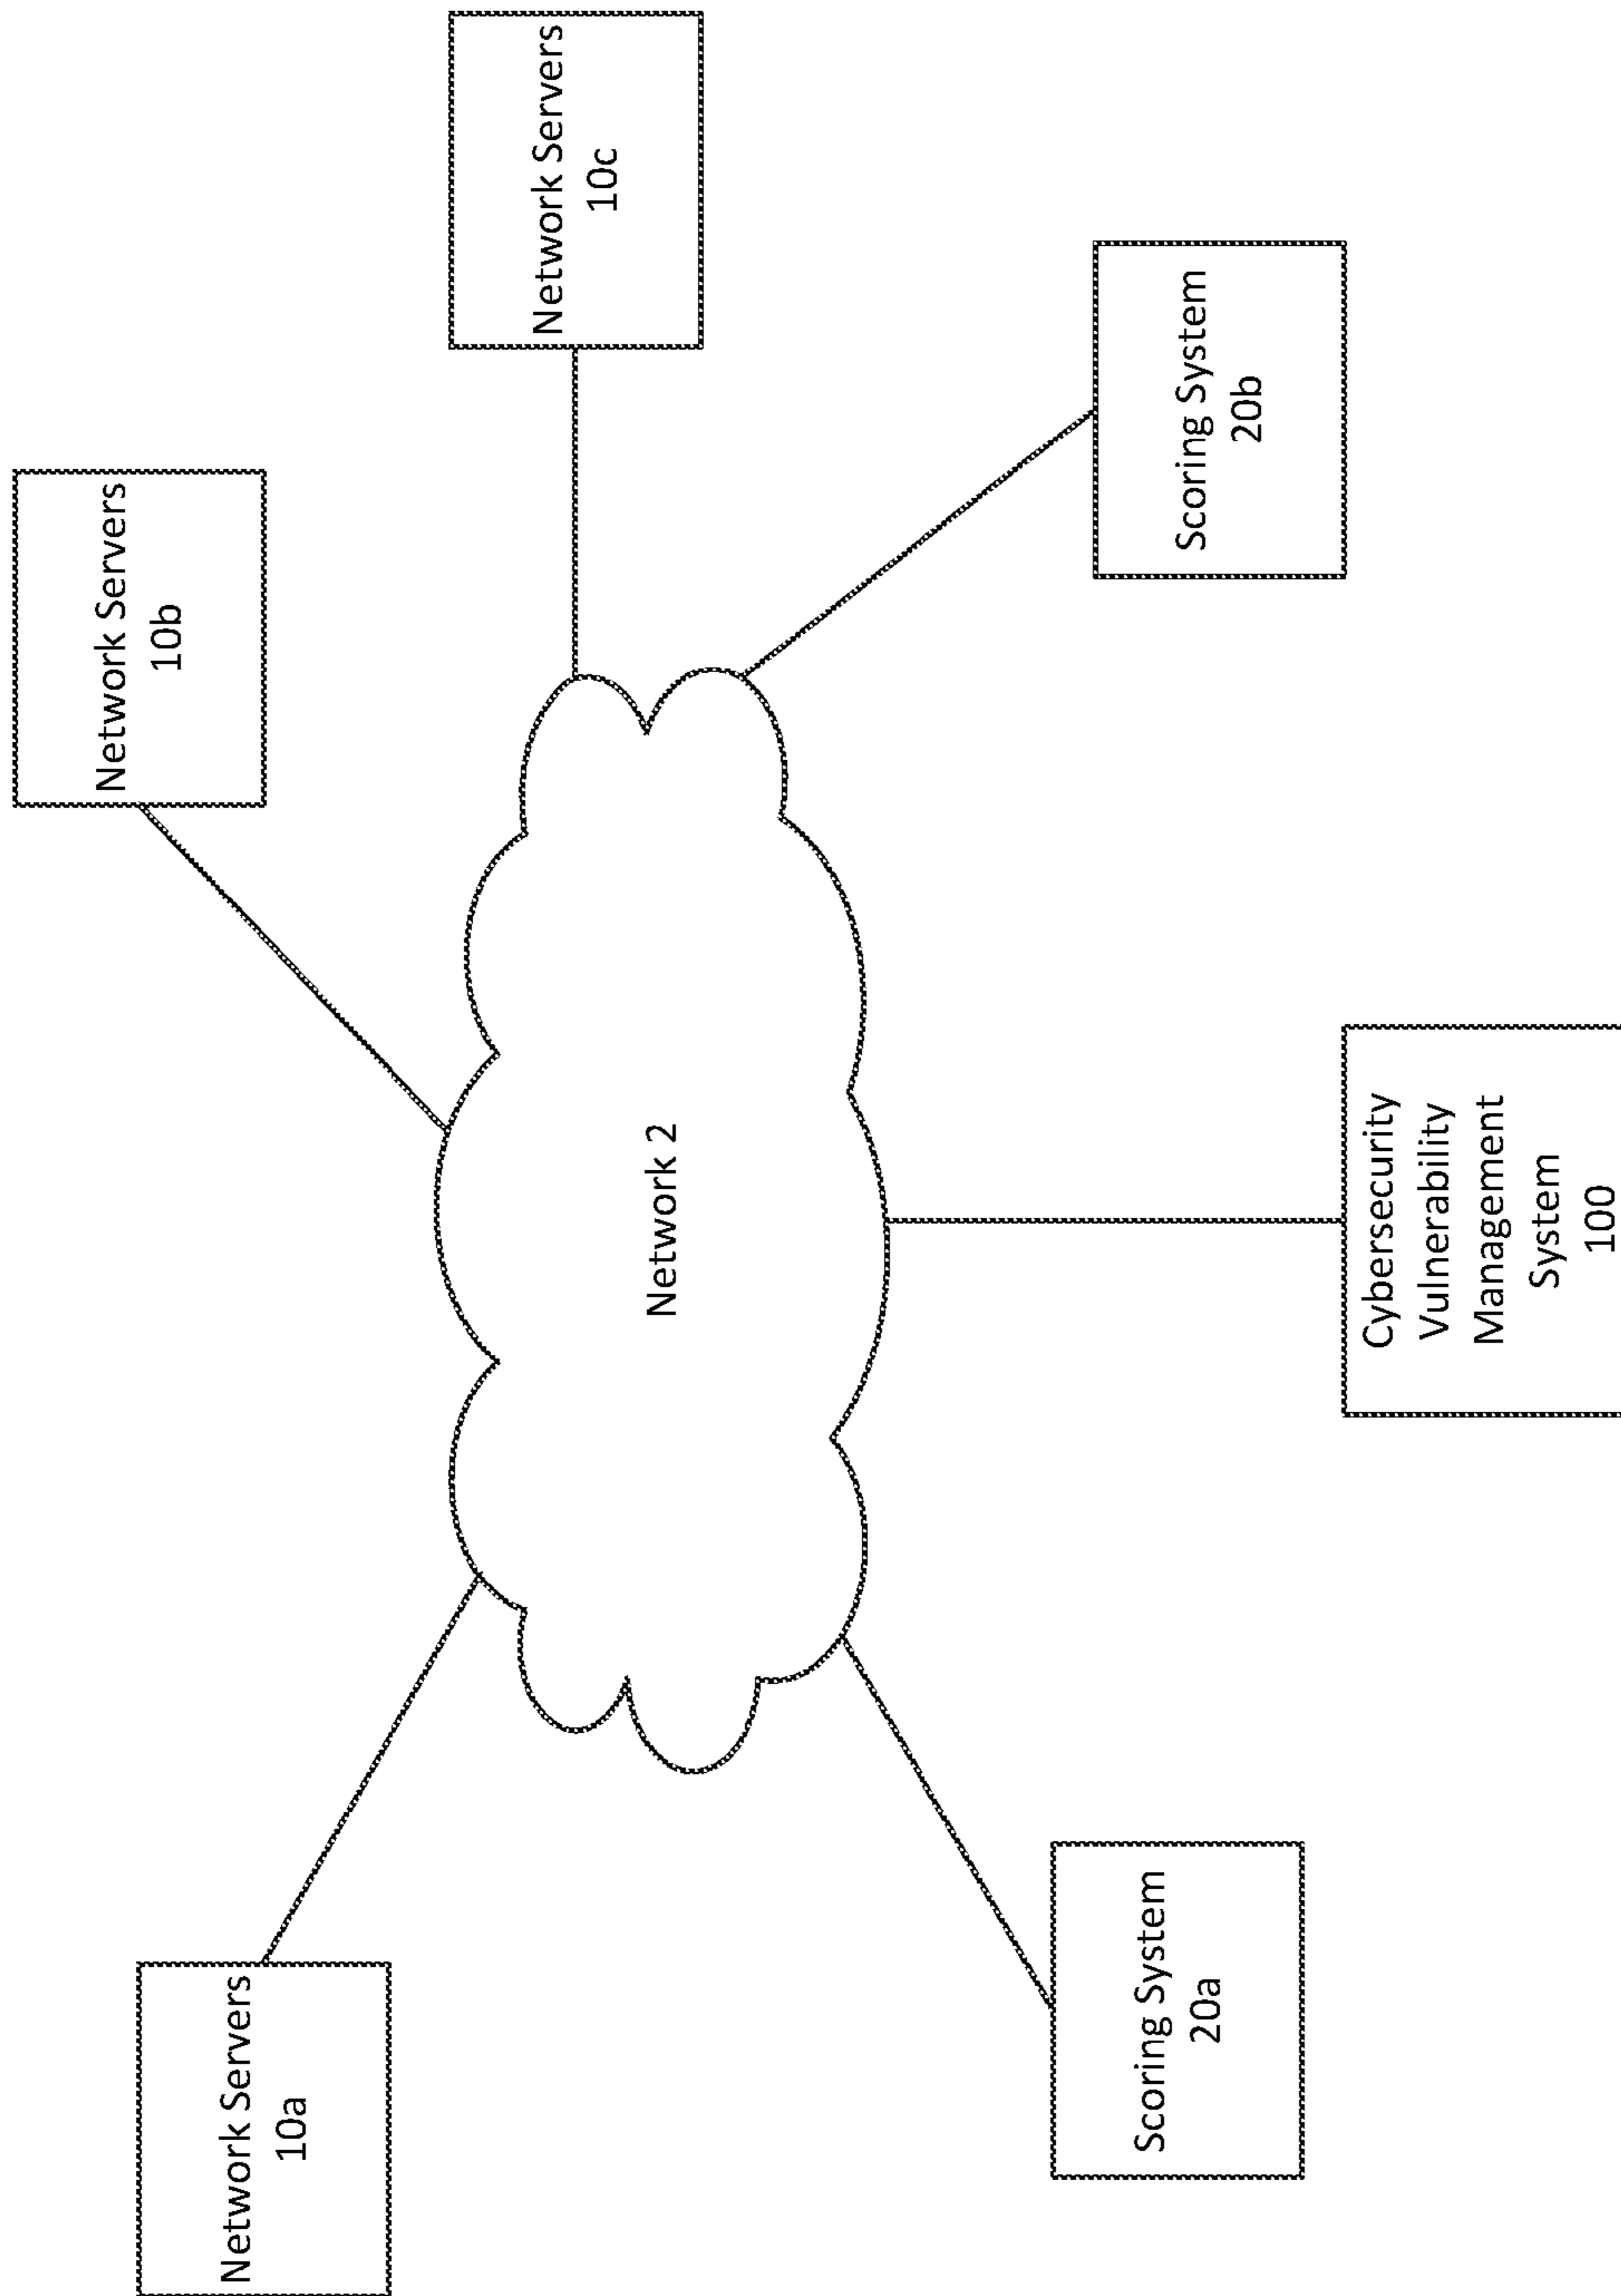 Network Servers
10a
Network Servers
10b
Network Servers
10c
Network 2
Scoring System
20a
Cybersecurity
Vulnerability
Management
System
100
Scoring System
20b